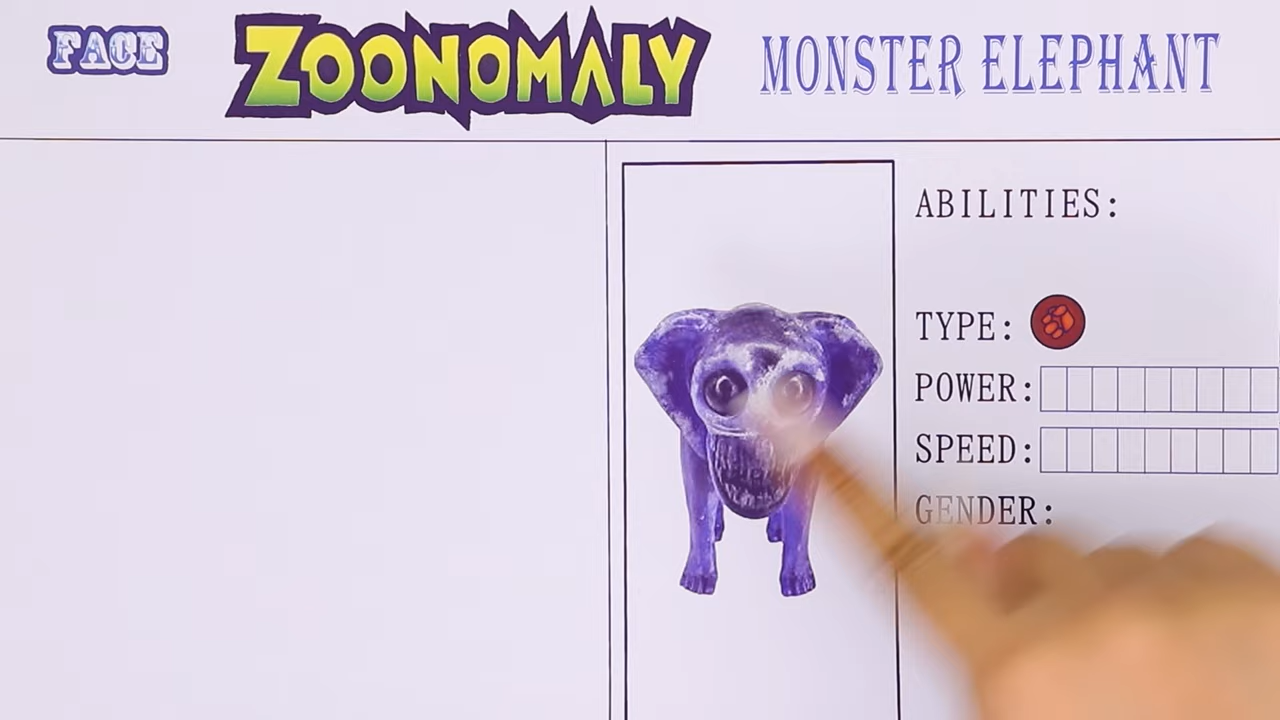 FACE
ZOONOMALY
MONSTER ELEPHANT
ABILITIES:
TYPE:
POWER:
SPEED:
GENDER: